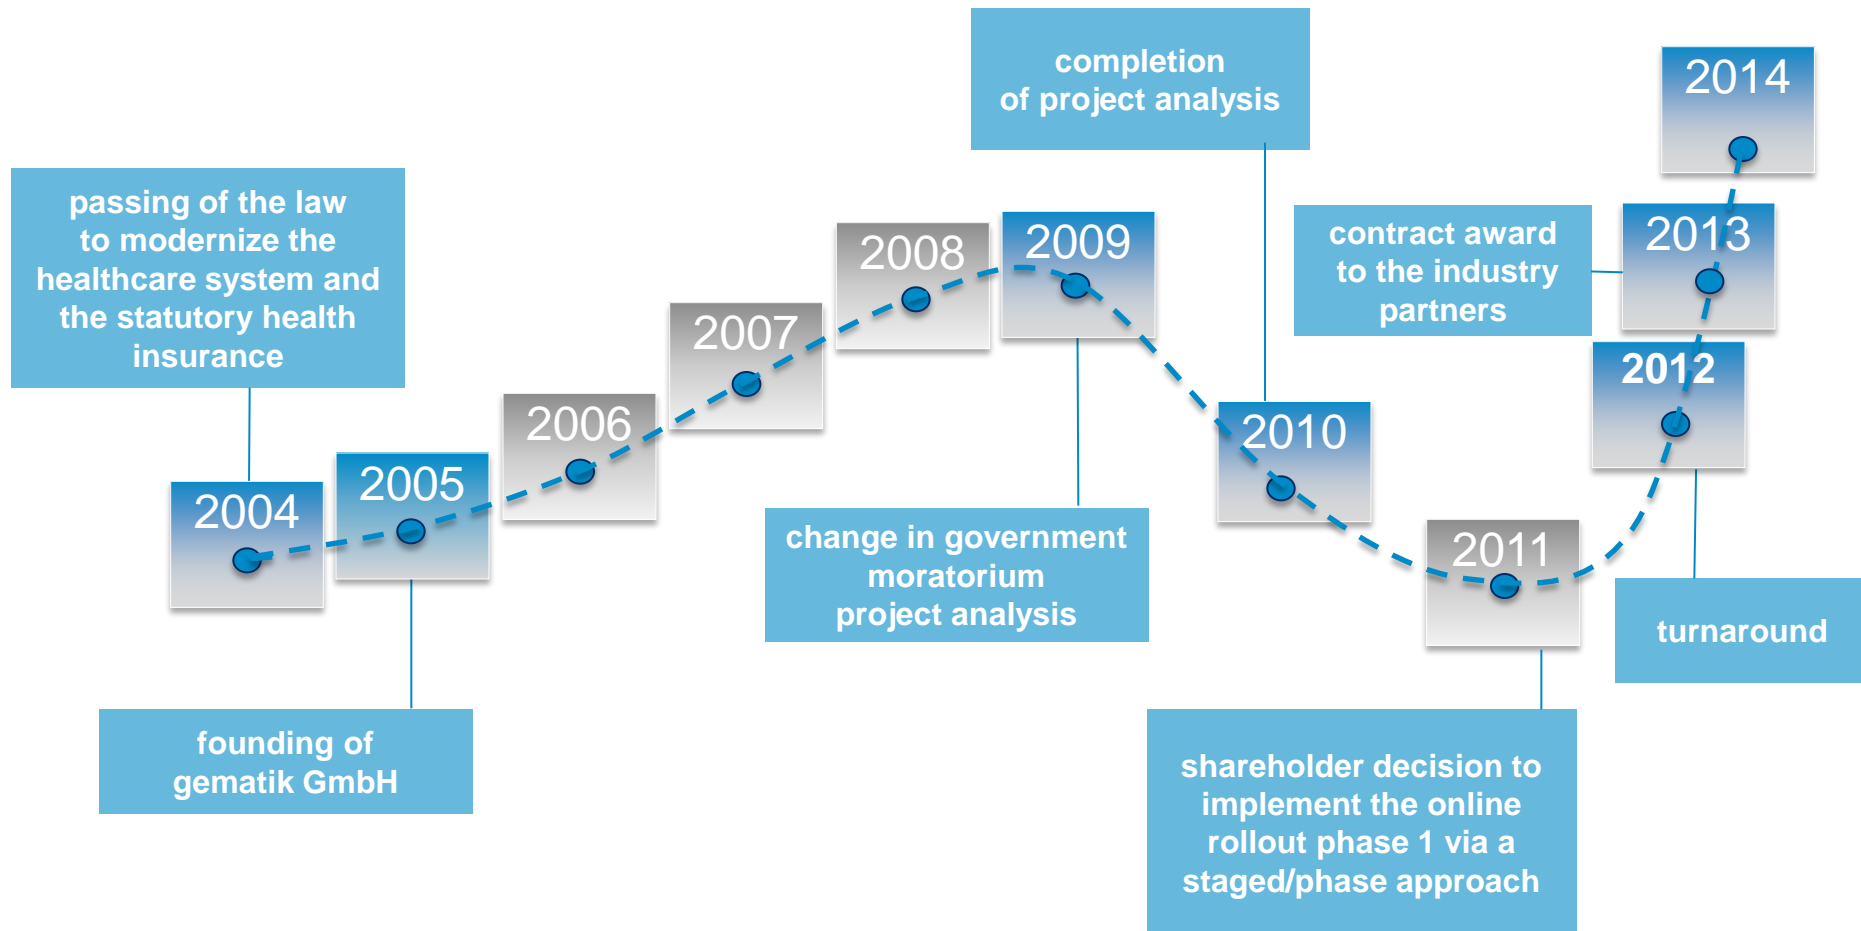 passing of the law
to modernize the
healthcare system and
the statutory health
insurance
2004
2005
founding of
gematik GmbH
2006
2007
2008
2009
change in government
moratorium
project analysis
completion
of project analysis
2010
2011
shareholder decision to
implement the online
rollout phase 1 via a
staged/phase approach
2012
turnaround
contract award
to the industry
partners
2013
2014